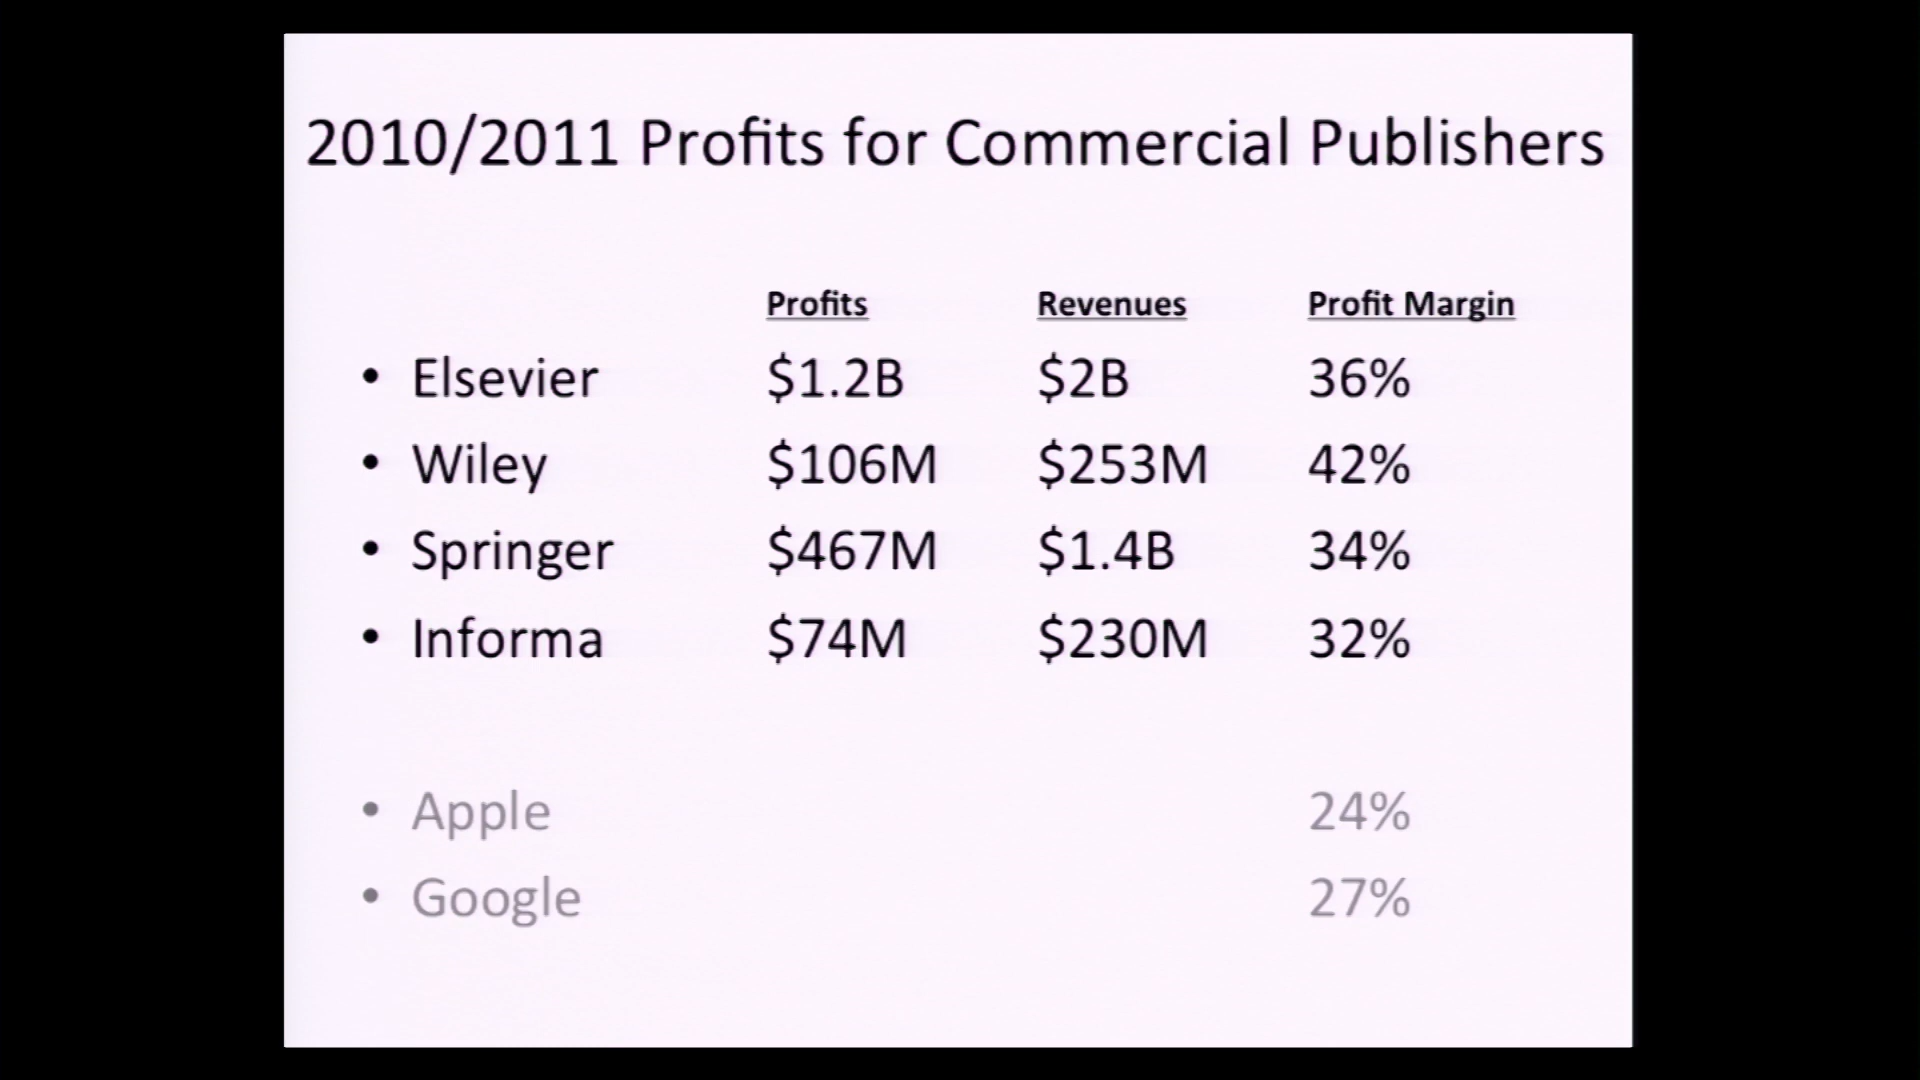 2010/2011 Profits for Commercial Publishers
Profits Revenues Profit Margin
• Elsevier $1.2B $2B 36%
• Wiley $106M $253M 42%
• Springer $467M $1.4B 34%
• Informa $74M $230M 32%
• Apple 24%
• Google 27%